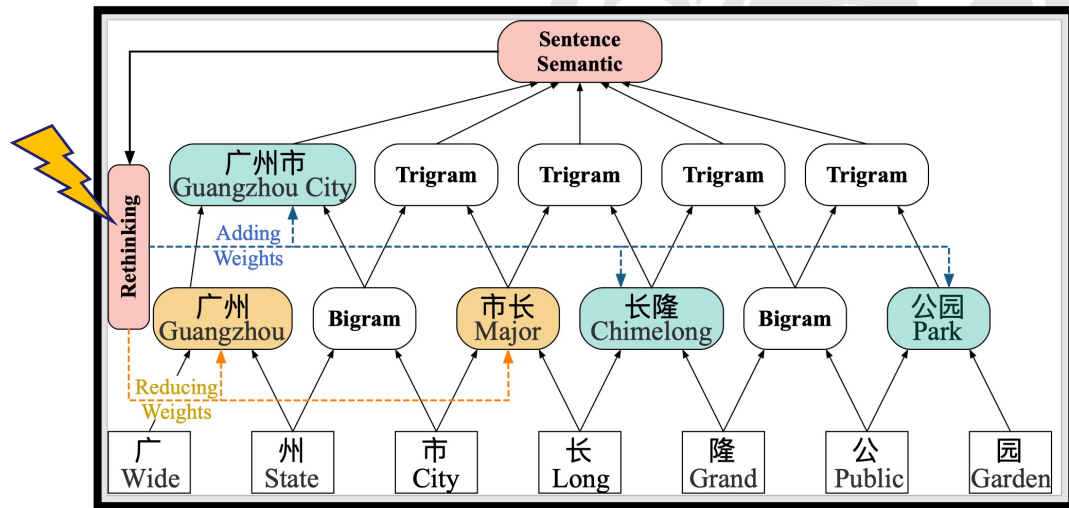 Sentence
Semantic
广州市
Guangzhou City
Trigram
Trigram
Trigram
Trigram
Rethinking
Adding
Weights
广州
Guangzhou
Bigram
市长
Major
长隆
Chimelong
Bigram
公园
Park
Reducing
Weights
广
Wide
州
State
市
City
长
Long
隆
Grand
公
Public
园
Garden